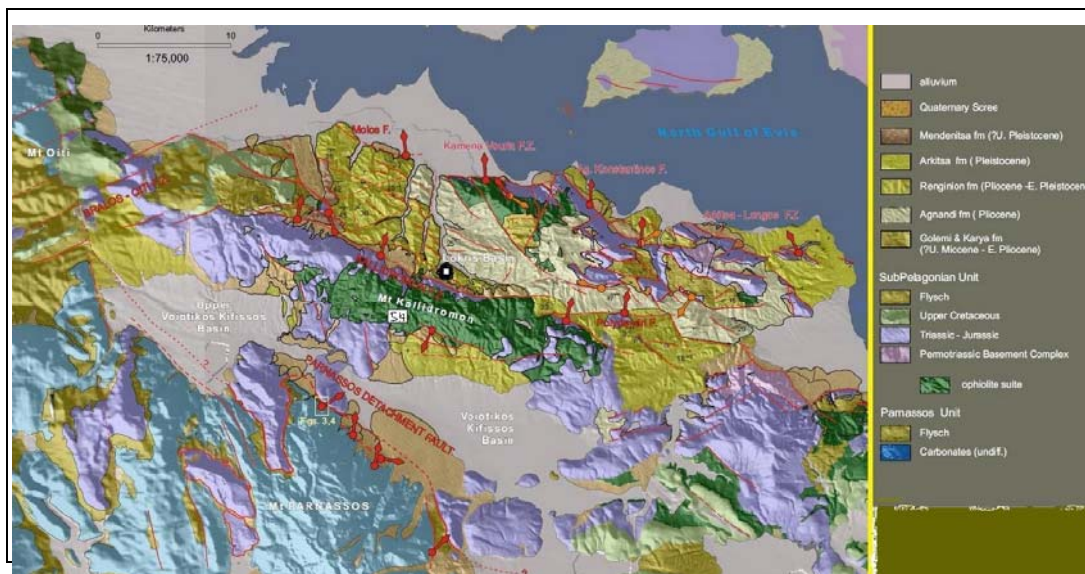 Kilometers
0 10
1:75,000
Mt Oiti
Molos F.
Kamena Vourla F.Z.
North Gulf of Evia
Ag. Konstantinos F.
Arkitsa - Longos F.Z.
Lokris Basin
Mt Kallidromon
54
Upper
Voiotikos Kifissos
Basin
PARNASSOS DETACHMENT FAULT
Figs. 3,4
Voiotikos
Kifissos
Basin
Mt PARNASSOS
alluvium
Quaternary Scree
Mendenitsa fm (?U. Pleistocene)
Arkitsa fm ( Pleistocene)
Renginion fm (Pliocene -E. Pleistocen
Agnandi fm ( Pliocene)
Golemi & Karya fm
(?U. Miocene - E. Pliocene)
SubPelagonian Unit
Flysch
Upper Cretaceous
Triassic - Jurassic
Permotriassic Basement Complex
ophiolite suite
Parnassos Unit
Flysch
Carbonates (undif.)